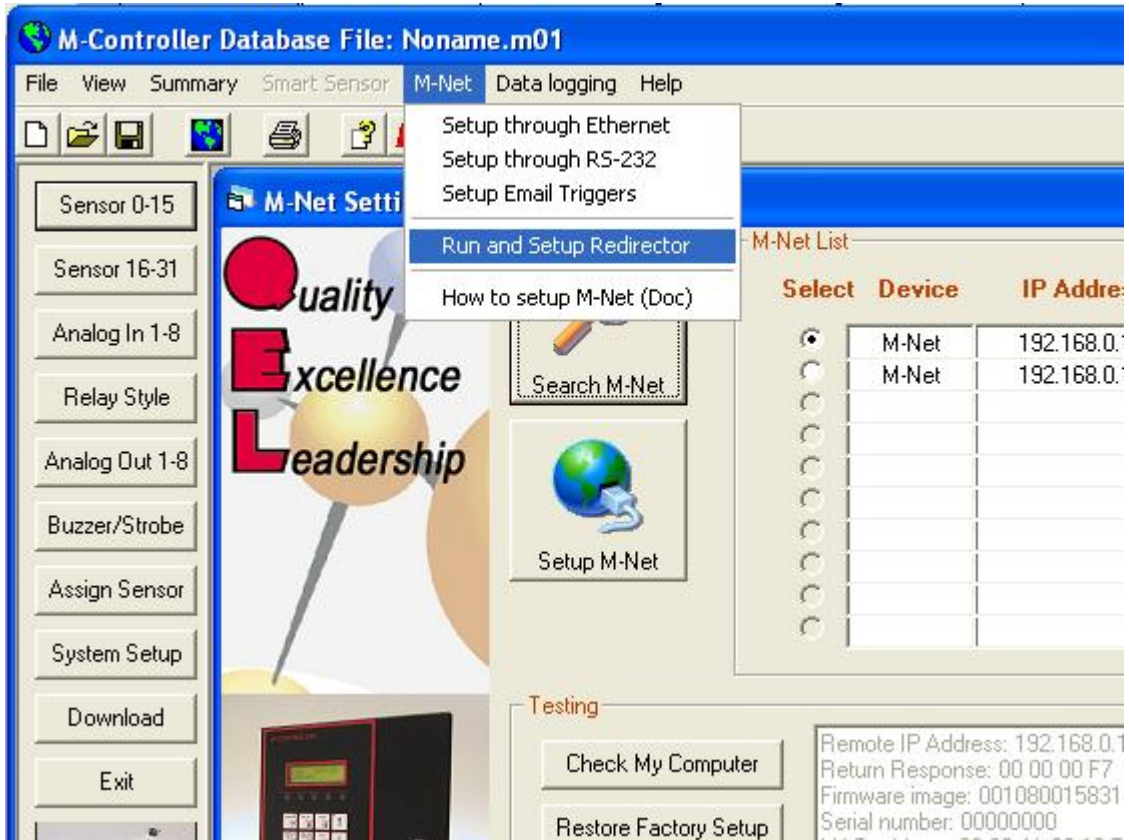 M-Controller Database File: Noname.m01
File View Summary Smart Sensor M-Net Data logging Help
Setup through Ethernet
Setup through RS-232
Setup Email Triggers
Run and Setup Redirector
How to setup M-Net (Doc)
Sensor 0-15
Sensor 16-31
Analog In 1-8
Relay Style
Analog Out 1-8
Buzzer/Strobe
Assign Sensor
System Setup
Download
Exit
M-Net Setti
Quality
Excellence
Leadership
Search M-Net
Setup M-Net
M-Net List
Select Device IP Addre
M-Net 192.168.0.1
M-Net 192.168.0.1
Testing
Check My Computer
Restore Factory Setup
Remote IP Address: 192.168.0.1
Return Response: 00 00 00 F7
Firmware image: 001080015831
Serial number: 00000000